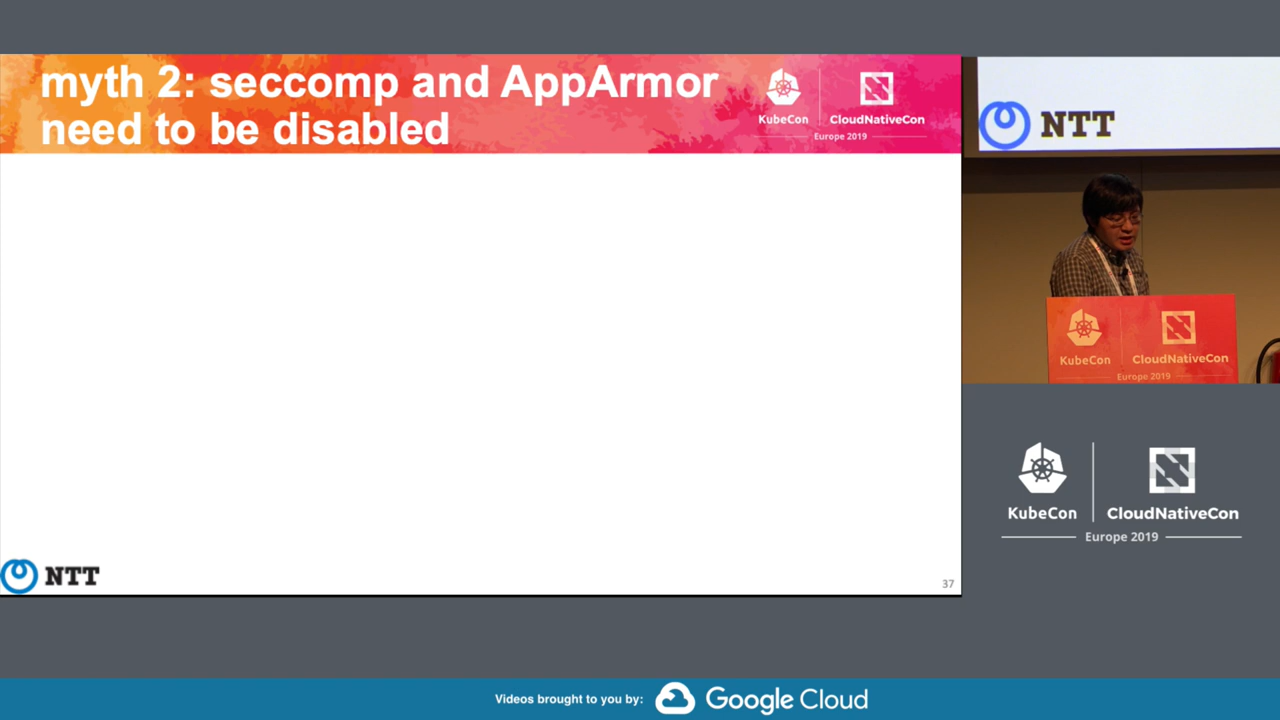 myth 2: seccomp and AppArmor
need to be disabled
KubeCon
CloudNativeCon
Europe 2019
NTT
37
NTT
KubeCon
CloudNativeCon
Europe 2019
KubeCon
CloudNativeCon
Europe 2019
Videos brought to you by: Google Cloud